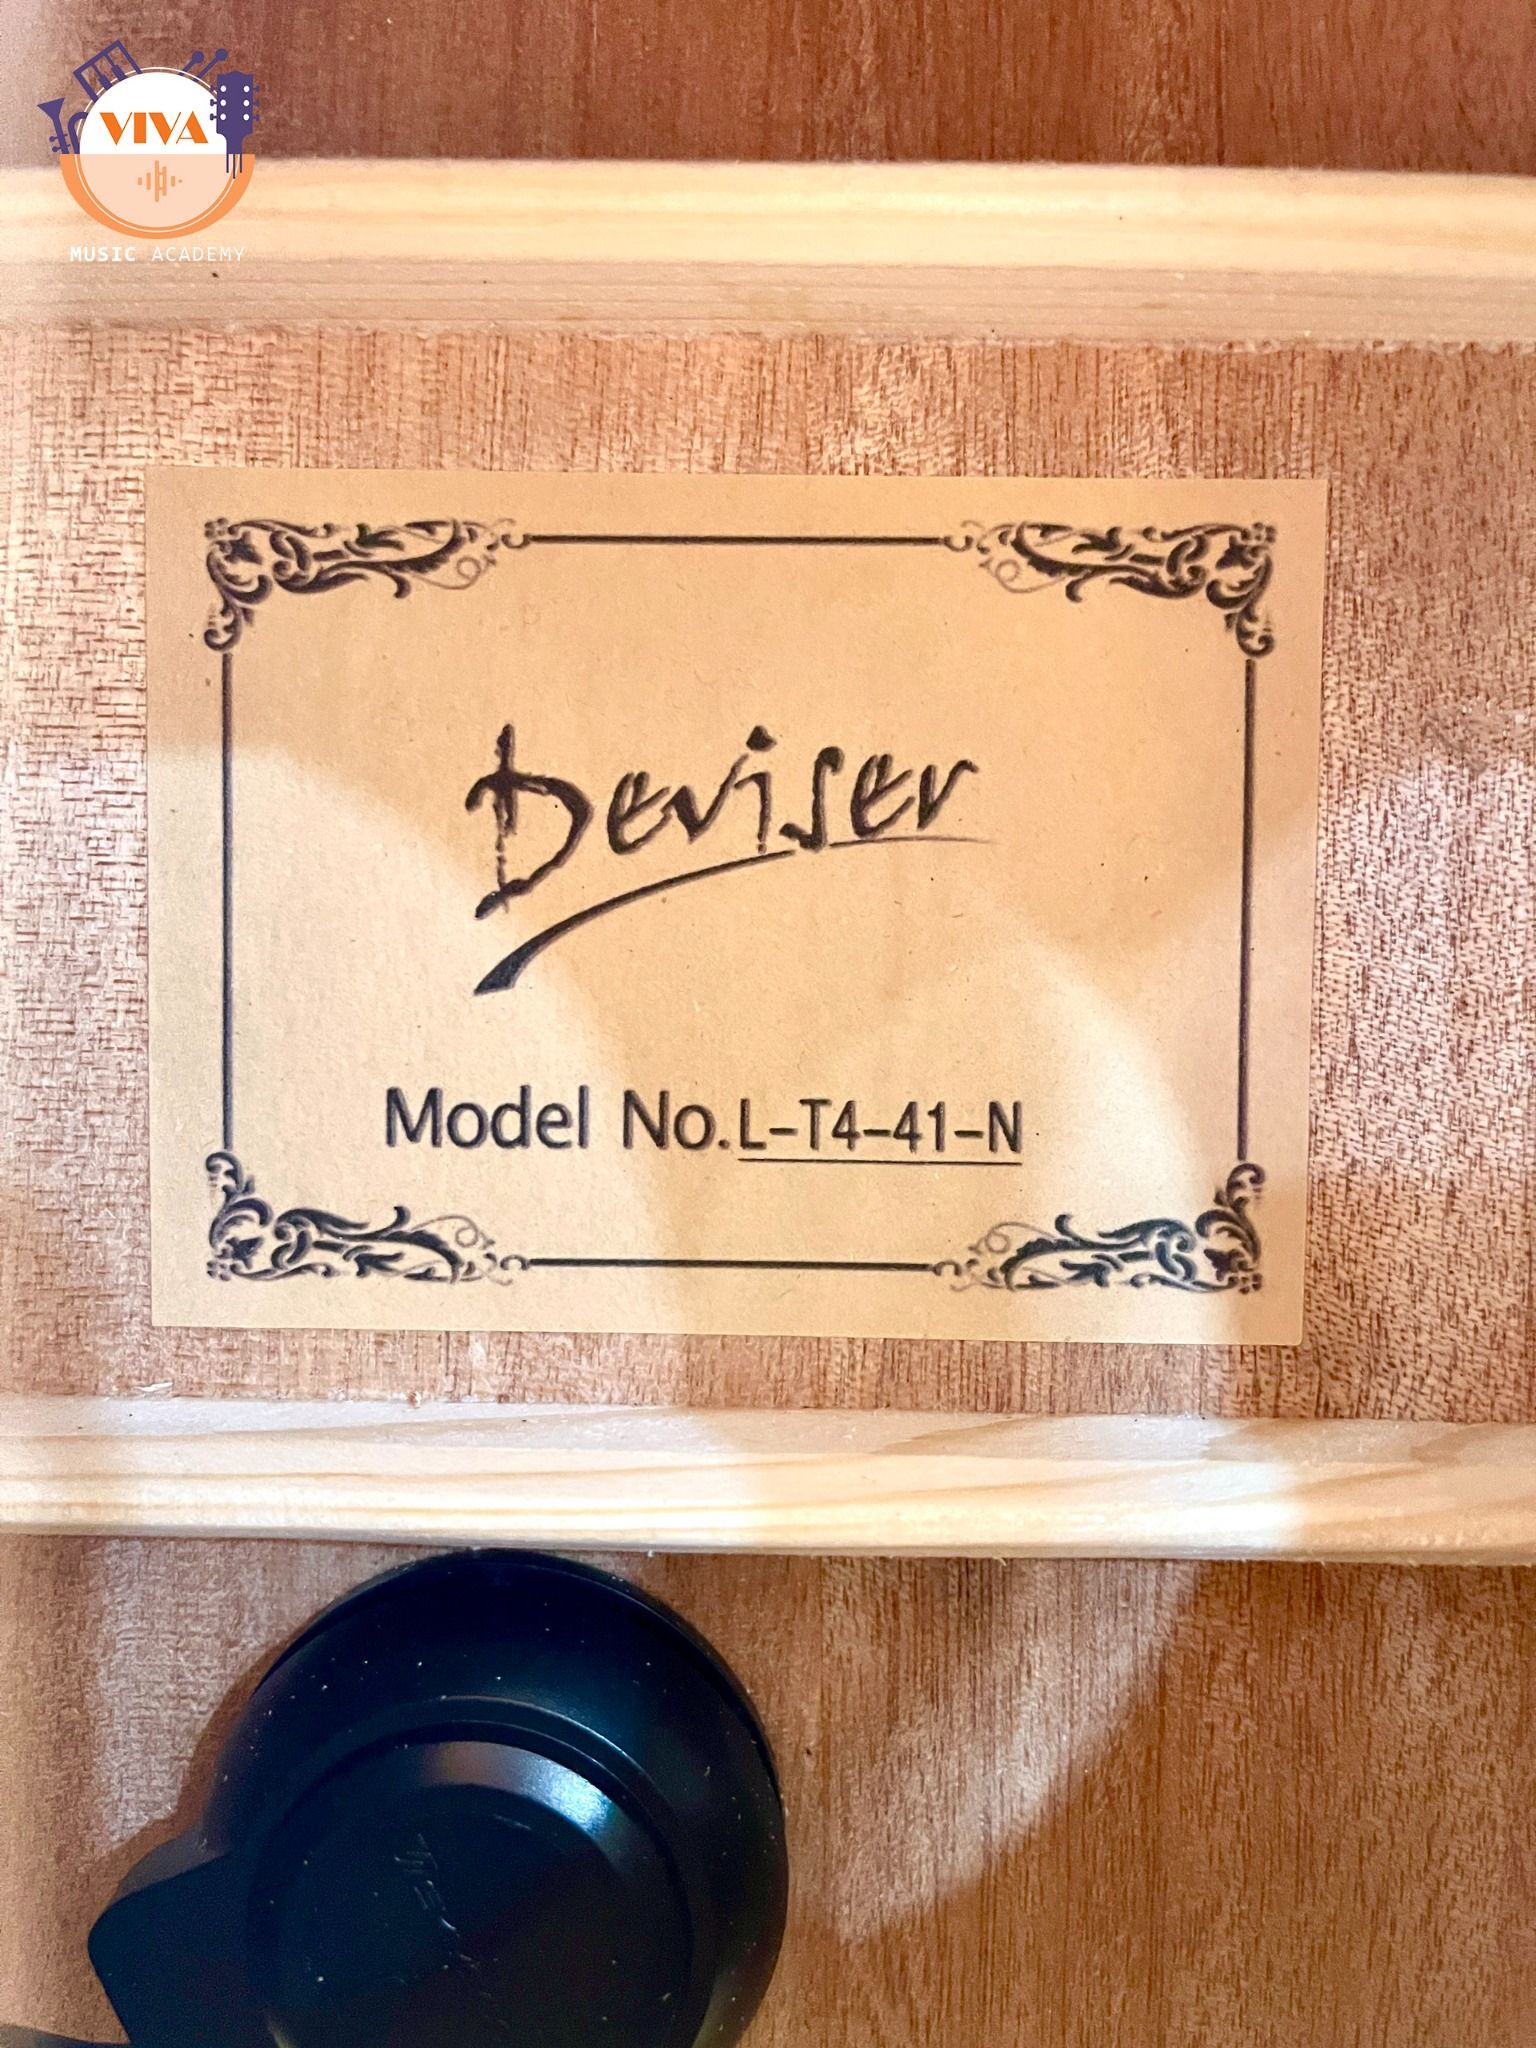 VIVA
MUSIC ACADEMY
Deviser
Model No.L-T4-41-N